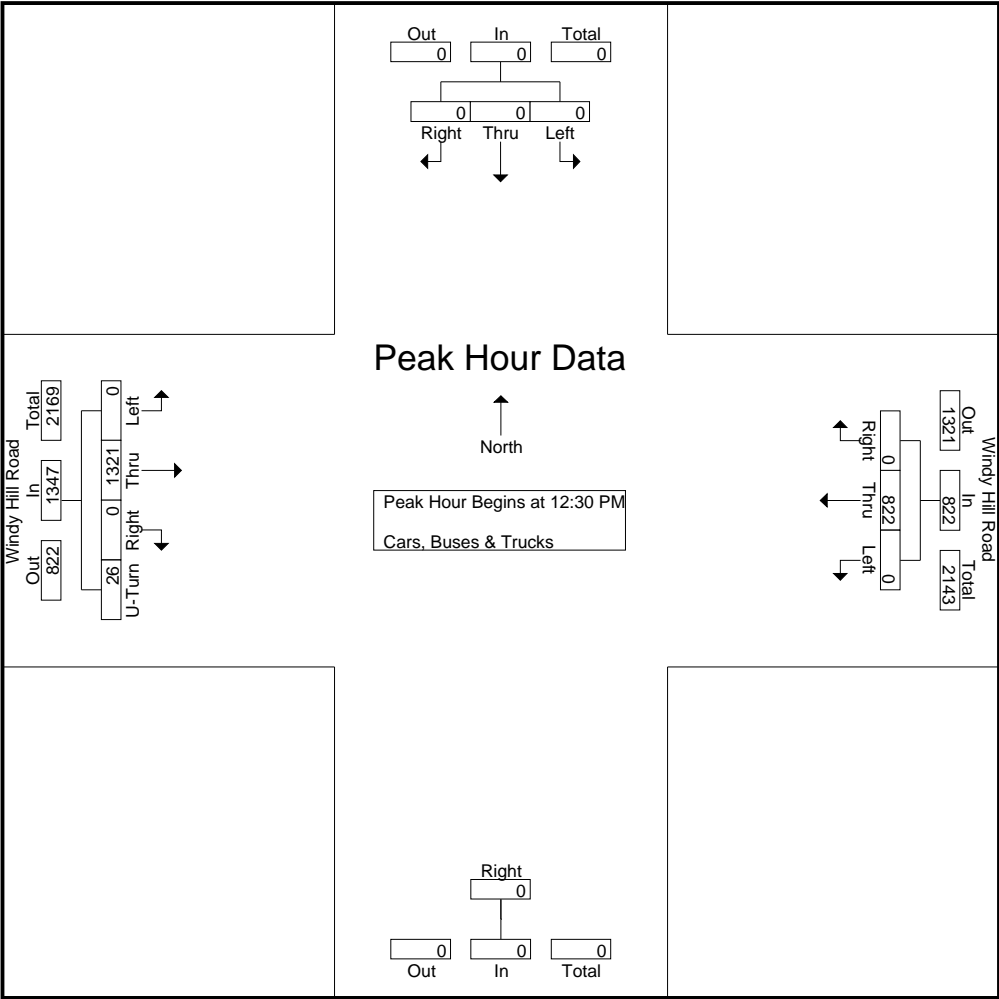 Out In Total
0 0 0
0 0 0
Right Thru Left
Peak Hour Data
North
Peak Hour Begins at 12:30 PM
Cars, Buses & Trucks
Windy Hill Road
Total In Out
2169 1347 822
0 1321 0 26
Left Thru Right U-Turn
Windy Hill Road
Out In Total
1321 822 2143
Right Thru Left
0 822 0
Right
0
0 0 0
Out In Total